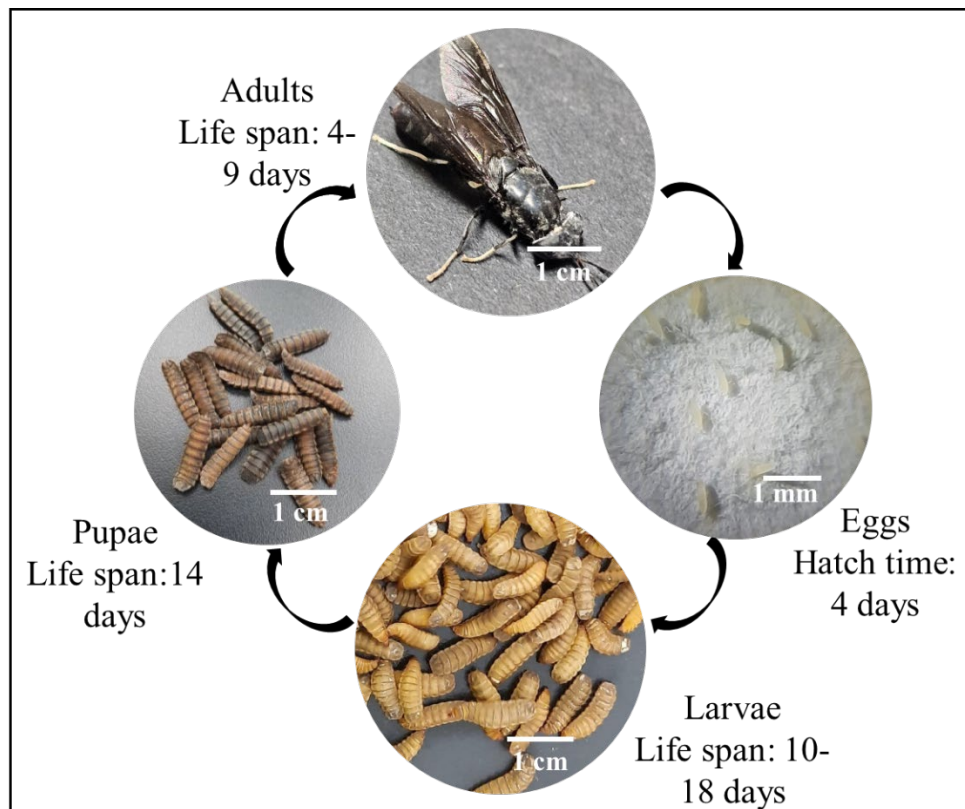 Adults
Life span: 4-
9 days
1 cm
1 mm
Eggs
Hatch time:
4 days
1 cm
Larvae
Life span: 10-
18 days
1 cm
Pupae
Life span:14
days